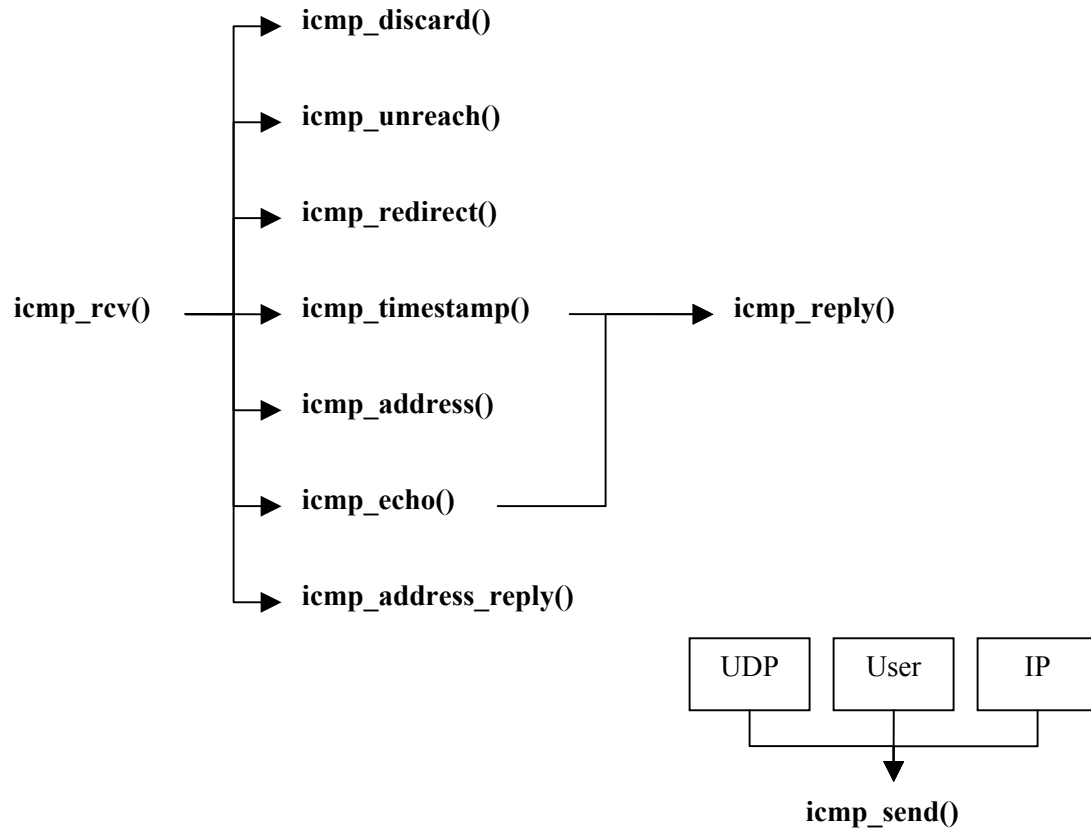 icmp_discard()
icmp_unreach()
icmp_redirect()
icmp_rcv() icmp_timestamp() icmp_reply()
icmp_address()
icmp_echo()
icmp_address_reply()
UDP User IP
icmp_send()